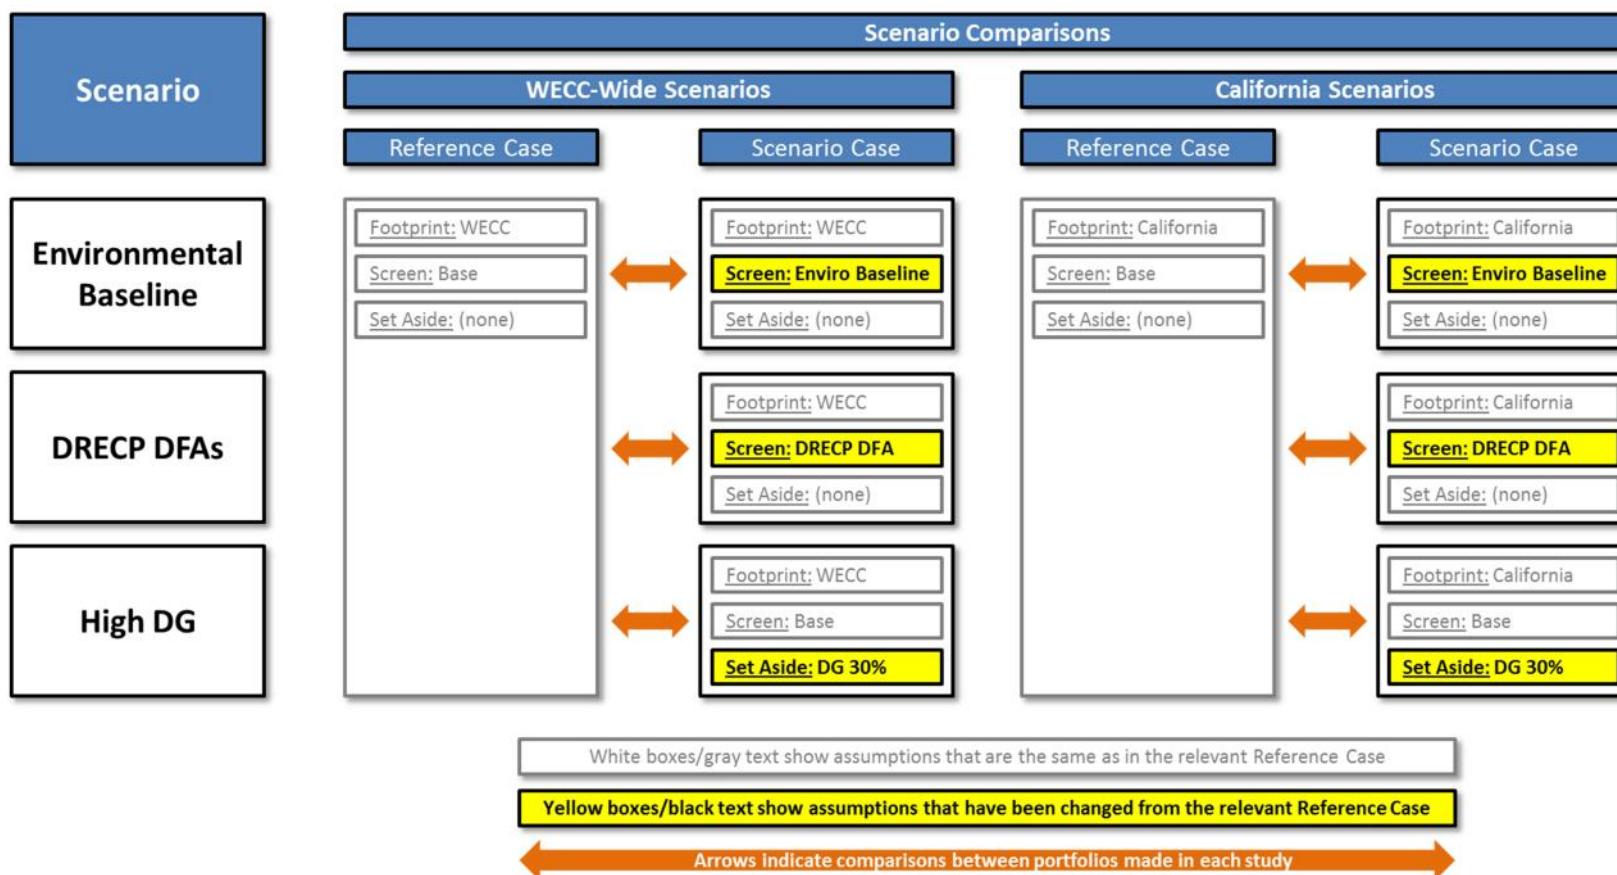 Scenario
Scenario Comparisons
WECC-Wide Scenarios
California Scenarios
Reference Case
Scenario Case
Reference Case
Scenario Case
Environmental
Baseline
Footprint: WECC
Screen: Base
Set Aside: (none)
Footprint: WECC
Screen: Enviro Baseline
Set Aside: (none)
Footprint: California
Screen: Base
Set Aside: (none)
Footprint: California
Screen: Enviro Baseline
Set Aside: (none)
DRECP DFAs
Footprint: WECC
Screen: DRECP DFA
Set Aside: (none)
Footprint: California
Screen: DRECP DFA
Set Aside: (none)
High DG
Footprint: WECC
Screen: Base
Set Aside: DG 30%
Footprint: California
Screen: Base
Set Aside: DG 30%
White boxes/gray text show assumptions that are the same as in the relevant Reference Case
Yellow boxes/black text show assumptions that have been changed from the relevant Reference Case
Arrows indicate comparisons between portfolios made in each study